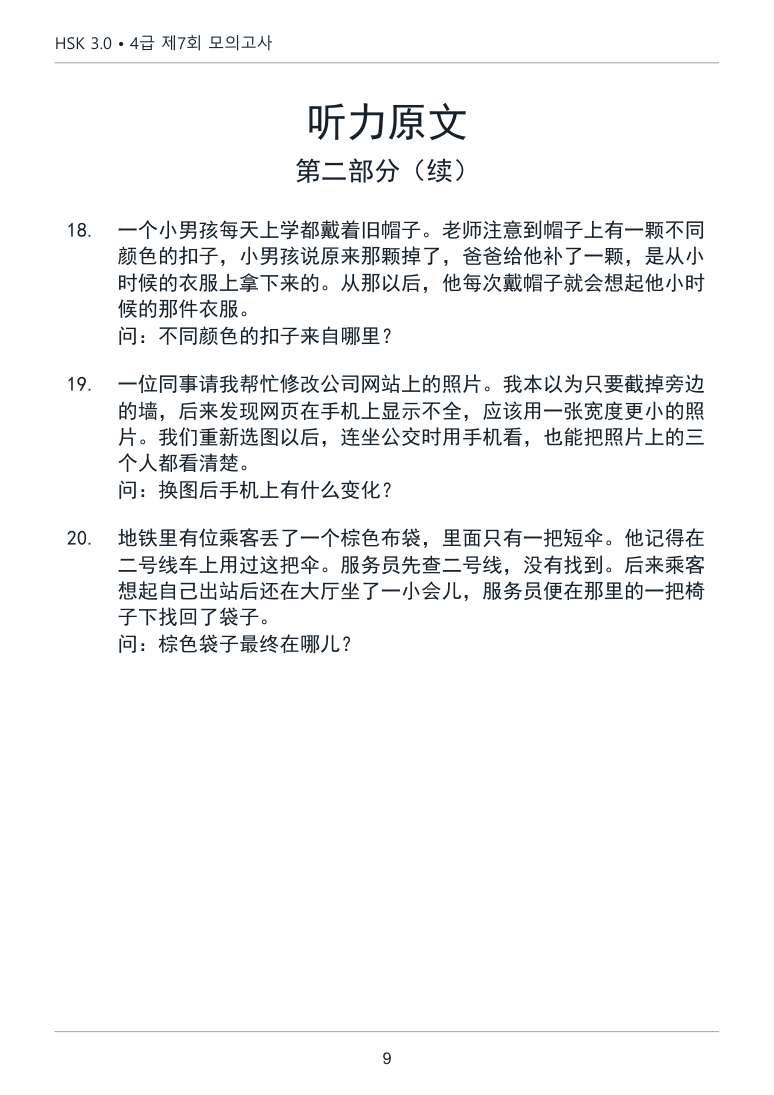 HSK 3.0 • 4급 제7회 모의고사
听力原文
第二部分（续）
18. 一个小男孩每天上学都戴着旧帽子。老师注意到帽子上有一颗不同
颜色的扣子，小男孩说原来那颗掉了，爸爸给他补了一颗，是从小
时候的衣服上拿下来的。从那以后，他每次戴帽子就会想起他小时
候的那件衣服。
问：不同颜色的扣子来自哪里？
19. 一位同事请我帮忙修改公司网站上的照片。我本以为只要截掉旁边
的墙，后来发现网页在手机上显示不全，应该用一张宽度更小的照
片。我们重新选图以后，连坐公交时用手机看，也能把照片上的三
个人都看清楚。
问：换图后手机上有什么变化？
20. 地铁里有位乘客丢了一个棕色布袋，里面只有一把短伞。他记得在
二号线车上用过这把伞。服务员先查二号线，没有找到。后来乘客
想起自己出站后还在大厅坐了一小会儿，服务员便在那里的一把椅
子下找回了袋子。
问：棕色袋子最终在哪儿？
9